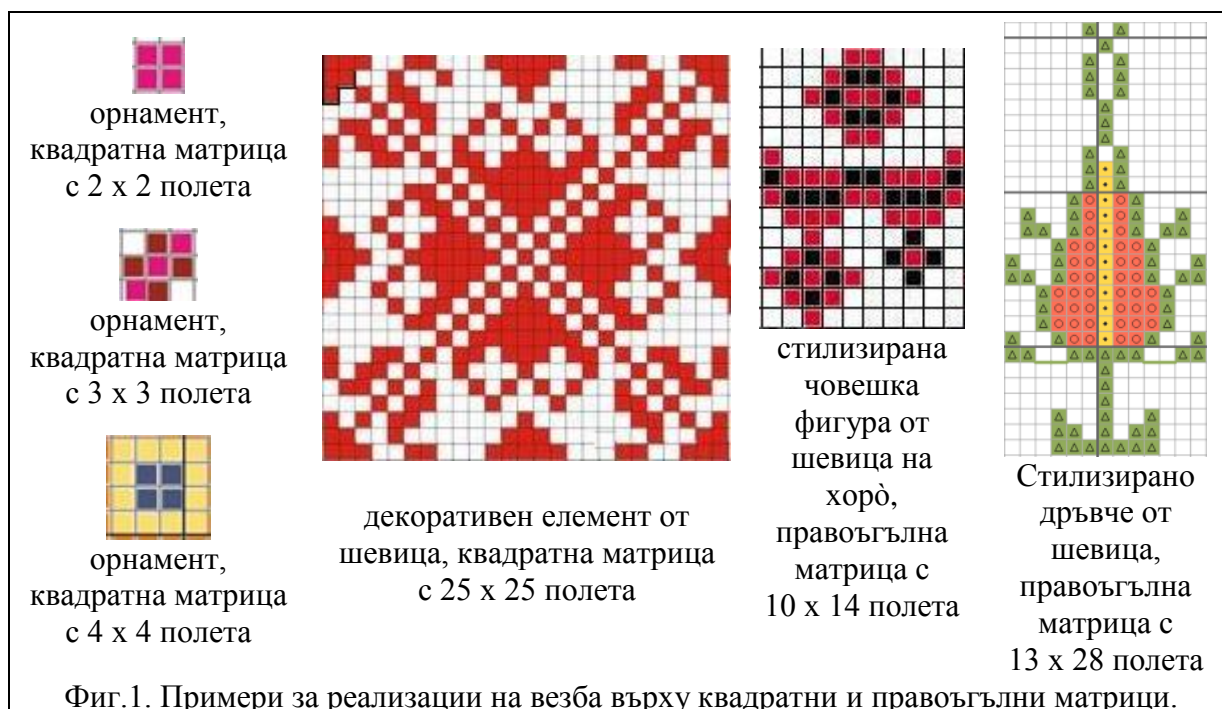 орнамент,
квадратна матрица
с 2 x 2 полета
орнамент,
квадратна матрица
с 3 x 3 полета
орнамент,
квадратна матрица
с 4 x 4 полета
декоративен елемент от
шевица, квадратна матрица
с 25 x 25 полета
стилизирана
човешка
фигура от
шевица на
хорò,
правоъгълна
матрица с
10 x 14 полета
Стилизирано
дръвче от
шевица,
правоъгълна
матрица с
13 x 28 полета
Фиг.1. Примери за реализации на везба върху квадратни и правоъгълни матрици.